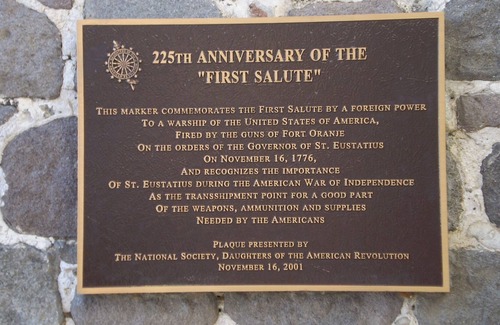 225TH ANNIVERSARY OF THE
"FIRST SALUTE"
THIS MARKER COMMEMORATES THE FIRST SALUTE BY A FOREIGN POWER
TO A WARSHIP OF THE UNITED STATES OF AMERICA,
FIRED BY THE GUNS OF FORT ORANJE
ON THE ORDERS OF THE GOVERNOR OF ST. EUSTATIUS
ON NOVEMBER 16, 1776,
AND RECOGNIZES THE IMPORTANCE
OF ST. EUSTATIUS DURING THE AMERICAN WAR OF INDEPENDENCE
AS THE TRANSSHIPMENT POINT FOR A GOOD PART
OF THE WEAPONS, AMMUNITION AND SUPPLIES
NEEDED BY THE AMERICANS
PLAQUE PRESENTED BY
THE NATIONAL SOCIETY, DAUGHTERS OF THE AMERICAN REVOLUTION
NOVEMBER 16, 2001